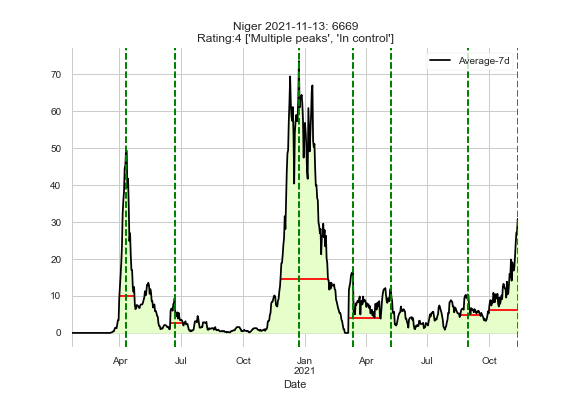 Niger 2021-11-13: 6669
Rating:4 ['Multiple peaks', 'In control']
Average-7d
70
60
50
40
30
20
10
0
Apr Jul Oct Jan Apr Jul Oct
2021
Date